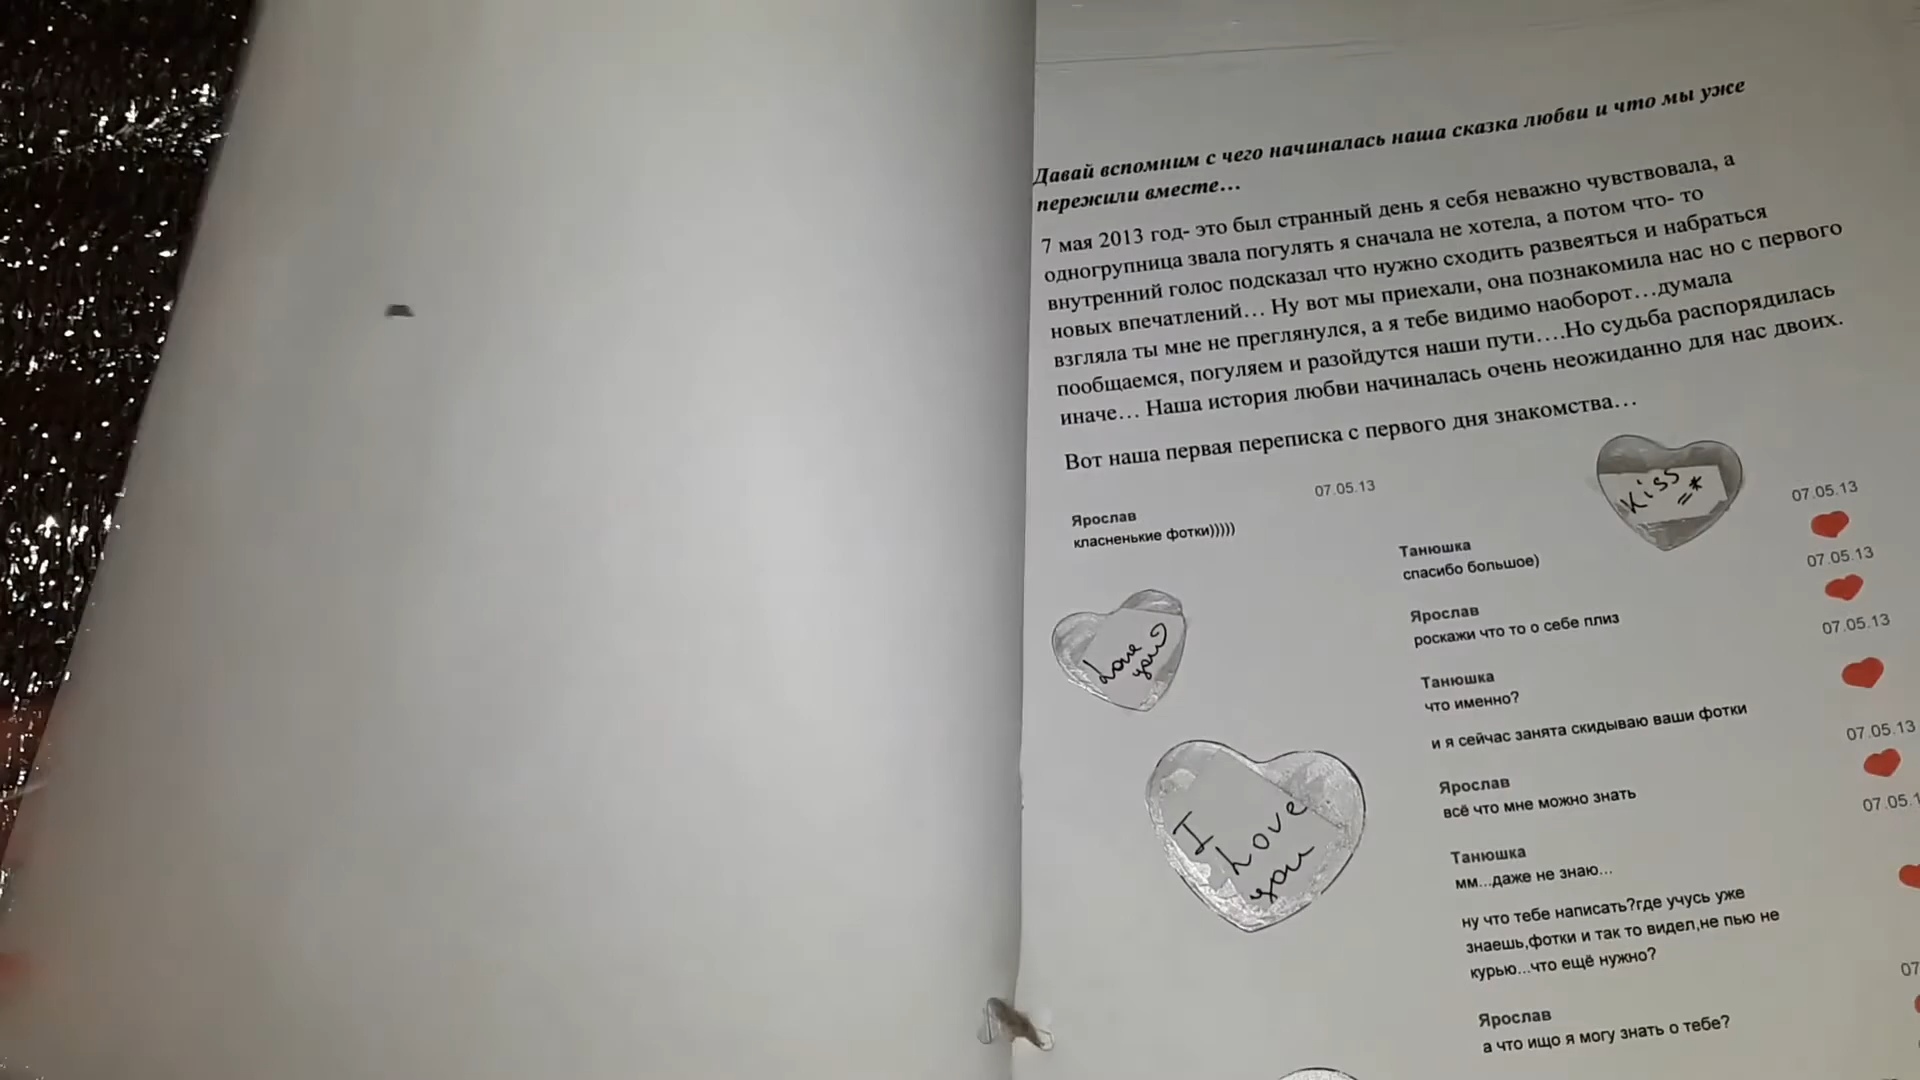 Давай вспомним с чего начиналась наша сказка любви и что мы уже
пережили вместе…
7 мая 2013 год- это был странный день я себя неважно чувствовала, а
одногрупница звала погулять я сначала не хотела, а потом что- то
внутренний голос подсказал что нужно сходить развеяться и набраться
новых впечатлений… Ну вот мы приехали, она познакомила нас но с первого
взгляла ты мне не преглянулся, а я тебе видимо наоборот…думала
пообщаемся, погуляем и разойдутся наши пути….Но судьба распорядилась
иначе… Наша история любви начиналась очень неожиданно для нас двоих.
Вот наша первая переписка с первого дня знакомства…
07.05.13
Ярослав
класненькие фотки)))))
Kiss
=*
07.05.13
Танюшка
спасибо большое)
07.05.13
Ярослав
роскажи что то о себе плиз
07.05.13
Love
you
Танюшка
что именно?
и я сейчас занята скидываю ваши фотки
07.05.13
Ярослав
всё что мне можно знать
07.05.1
I
Love
you
Танюшка
мм...даже не знаю...
ну что тебе написать?где учусь уже
знаешь,фотки и так то видел,не пью не
курью...что ещё нужно?
07
Ярослав
а что ищо я могу знать о тебе?